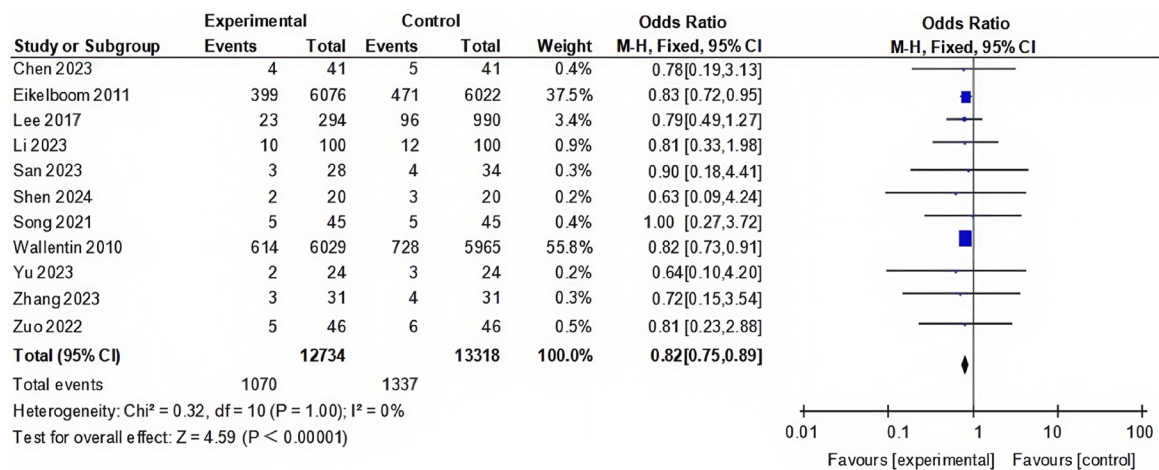 Experimental Control Odds Ratio Odds Ratio
Study or Subgroup Events Total Events Total Weight M-H, Fixed, 95% CI M-H, Fixed, 95% CI
Chen 2023 4 41 5 41 0.4% 0.78[0.19,3.13]
Eikelboom 2011 399 6076 471 6022 37.5% 0.83 [0.72,0.95]
Lee 2017 23 294 96 990 3.4% 0.79[0.49,1.27]
Li 2023 10 100 12 100 0.9% 0.81 [0.33,1.98]
San 2023 3 28 4 34 0.3% 0.90 [0.18,4.41]
Shen 2024 2 20 3 20 0.2% 0.63 [0.09,4.24]
Song 2021 5 45 5 45 0.4% 1.00 [0.27,3.72]
Wallentin 2010 614 6029 728 5965 55.8% 0.82 [0.73,0.91]
Yu 2023 2 24 3 24 0.2% 0.64[0.10,4.20]
Zhang 2023 3 31 4 31 0.3% 0.72 [0.15,3.54]
Zuo 2022 5 46 6 46 0.5% 0.81 [0.23,2.88]
Total (95% CI) 12734 13318 100.0% 0.82[0.75,0.89]
Total events 1070 1337
Heterogeneity: Chi² = 0.32, df = 10 (P = 1.00); I² = 0%
Test for overall effect: Z = 4.59 (P < 0.00001)
0.01 0.1 1 10 100
Favours [experimental] Favours [control]